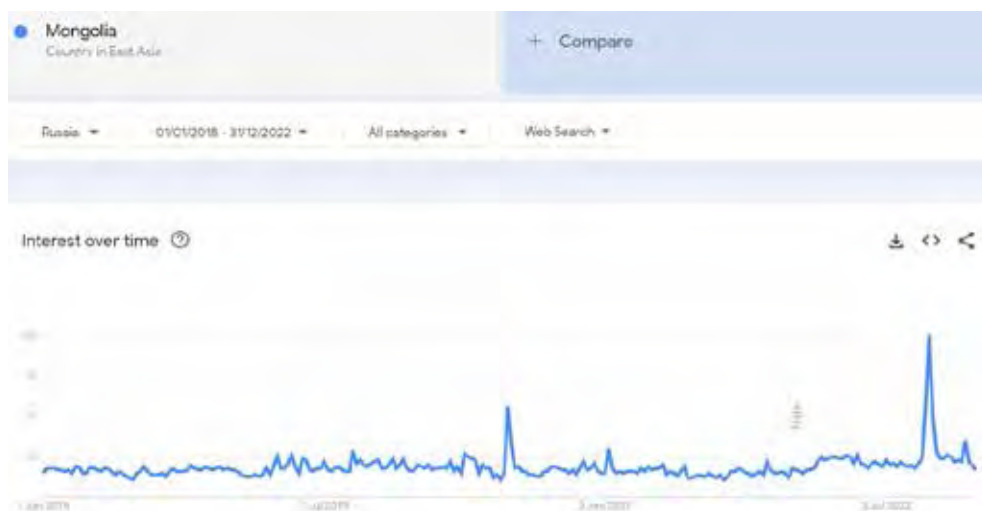 Mongolia
Country in East Asia
+ Compare
Russia
01/01/2018 - 31/12/2022
All categories
Web Search
Interest over time